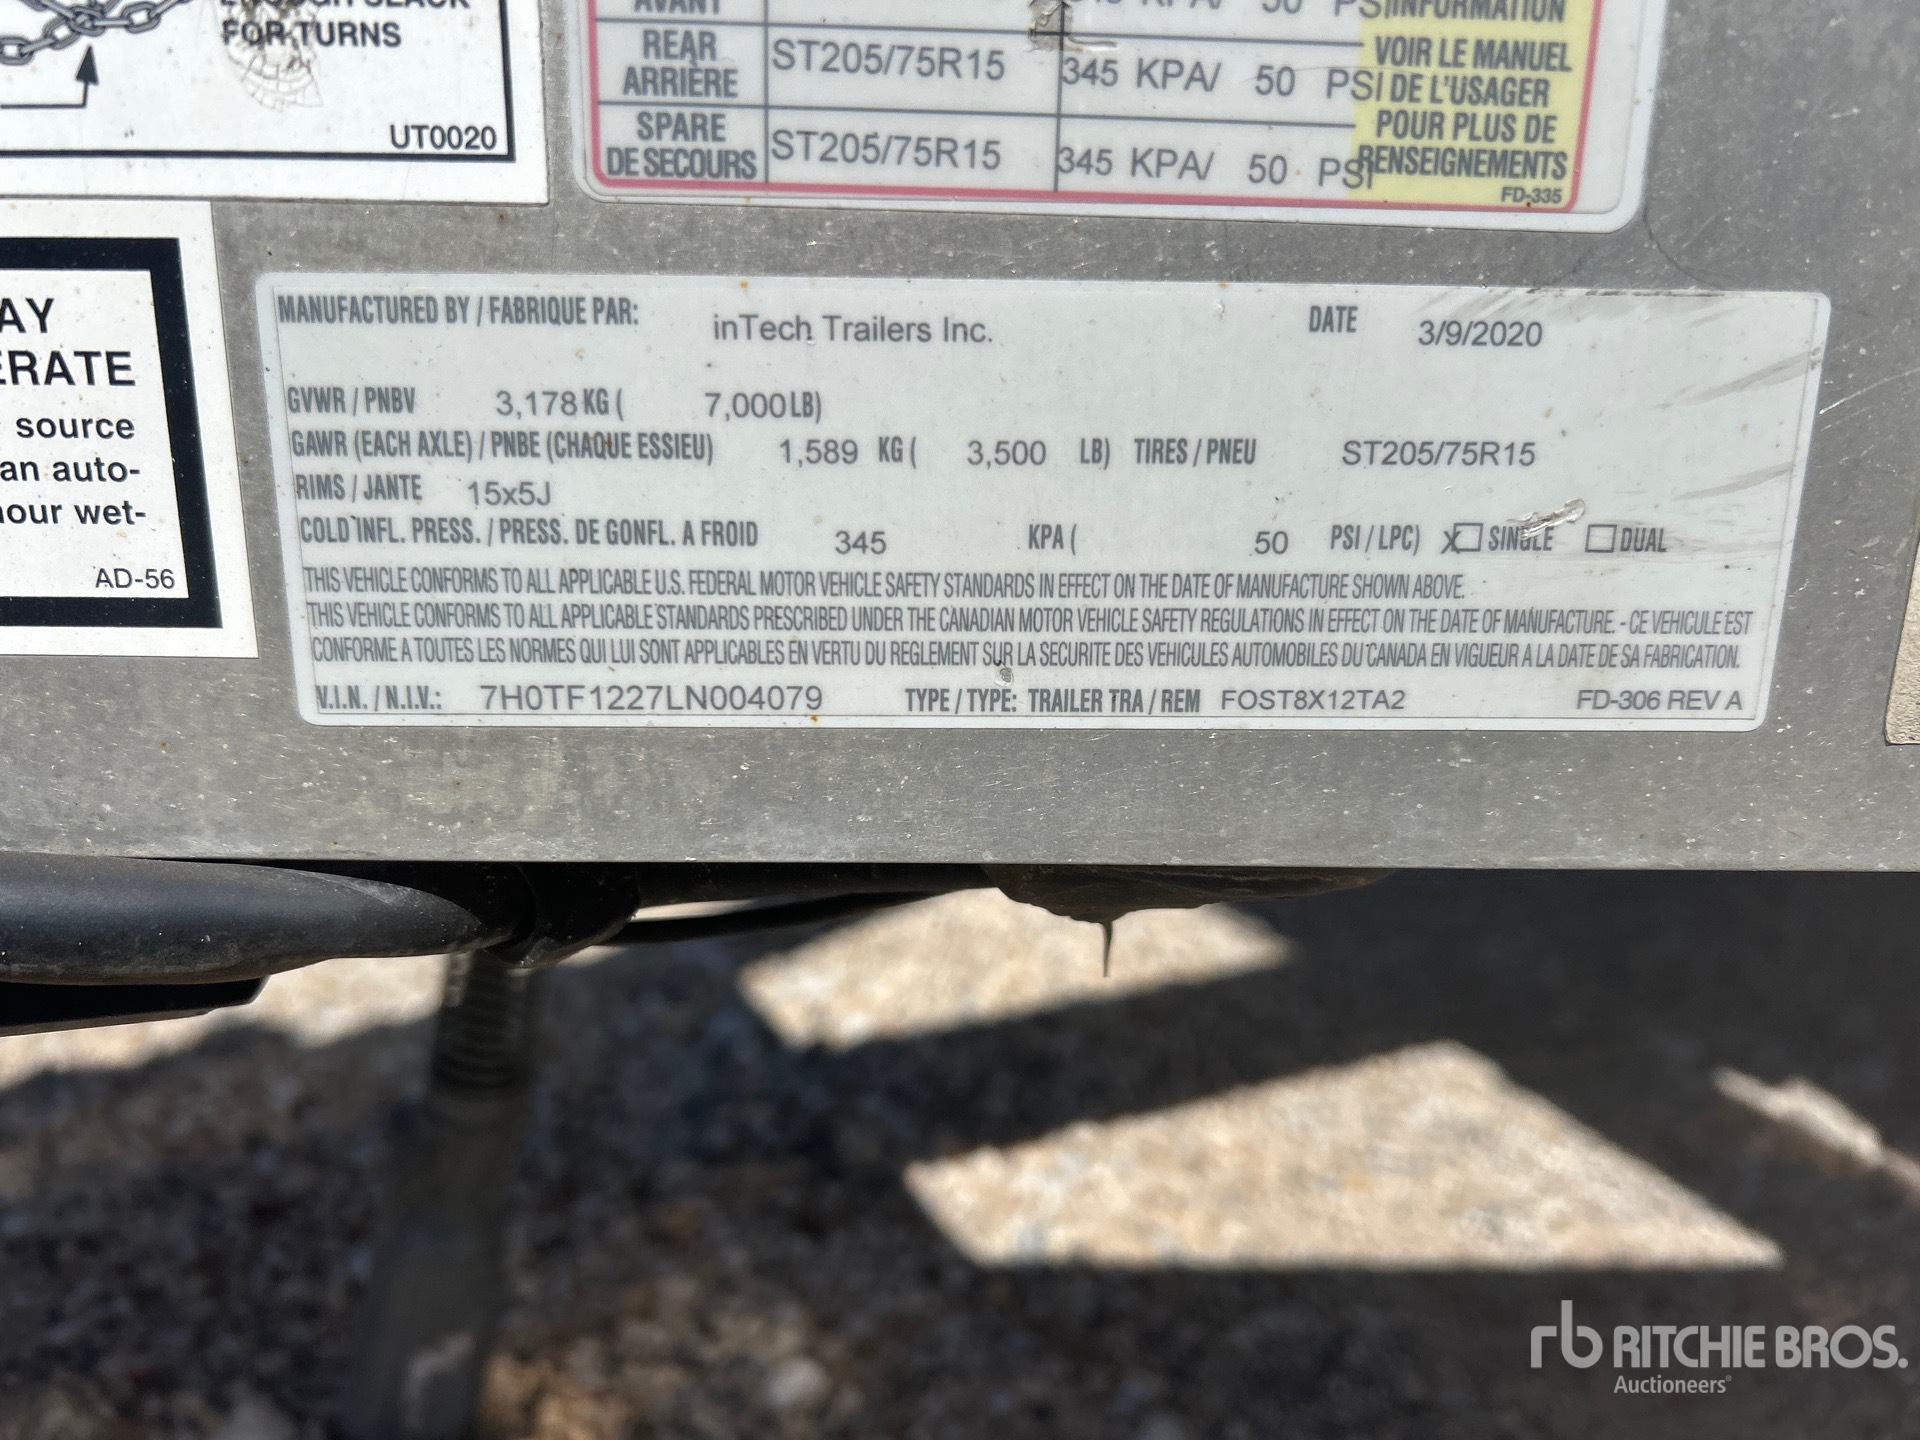 ENOUGH SLACK
FOR TURNS
UT0020
AVANT 345 KPA/ 50 PSI INFORMATION
REAR ARRIÈRE ST205/75R15 345 KPA/ 50 PSI
SPARE DE SECOURS ST205/75R15 345 KPA/ 50 PSI
VOIR LE MANUEL
DE L'USAGER
POUR PLUS DE
RENSEIGNEMENTS
FD-335
AY
ERATE
source
an auto-
hour wet-
AD-56
MANUFACTURED BY / FABRIQUE PAR: inTech Trailers Inc. DATE 3/9/2020
GVWR / PNBV 3,178 KG ( 7,000 LB)
GAWR (EACH AXLE) / PNBE (CHAQUE ESSIEU) 1,589 KG ( 3,500 LB) TIRES / PNEU ST205/75R15
RIMS / JANTE 15x5J
COLD INFL. PRESS. / PRESS. DE GONFL. A FROID 345 KPA ( 50 PSI / LPC) X☐ SINGLE ☐ DUAL
THIS VEHICLE CONFORMS TO ALL APPLICABLE U.S. FEDERAL MOTOR VEHICLE SAFETY STANDARDS IN EFFECT ON THE DATE OF MANUFACTURE SHOWN ABOVE.
THIS VEHICLE CONFORMS TO ALL APPLICABLE STANDARDS PRESCRIBED UNDER THE CANADIAN MOTOR VEHICLE SAFETY REGULATIONS IN EFFECT ON THE DATE OF MANUFACTURE. - CE VEHICULE EST
CONFORME A TOUTES LES NORMES QUI LUI SONT APPLICABLES EN VERTU DU REGLEMENT SUR LA SECURITE DES VEHICULES AUTOMOBILES DU CANADA EN VIGUEUR A LA DATE DE SA FABRICATION.
V.I.N. / N.I.V.: 7H0TF1227LN004079 TYPE / TYPE: TRAILER TRA / REM FOST8X12TA2 FD-306 REV A
rb RITCHIE BROS.
Auctioneers